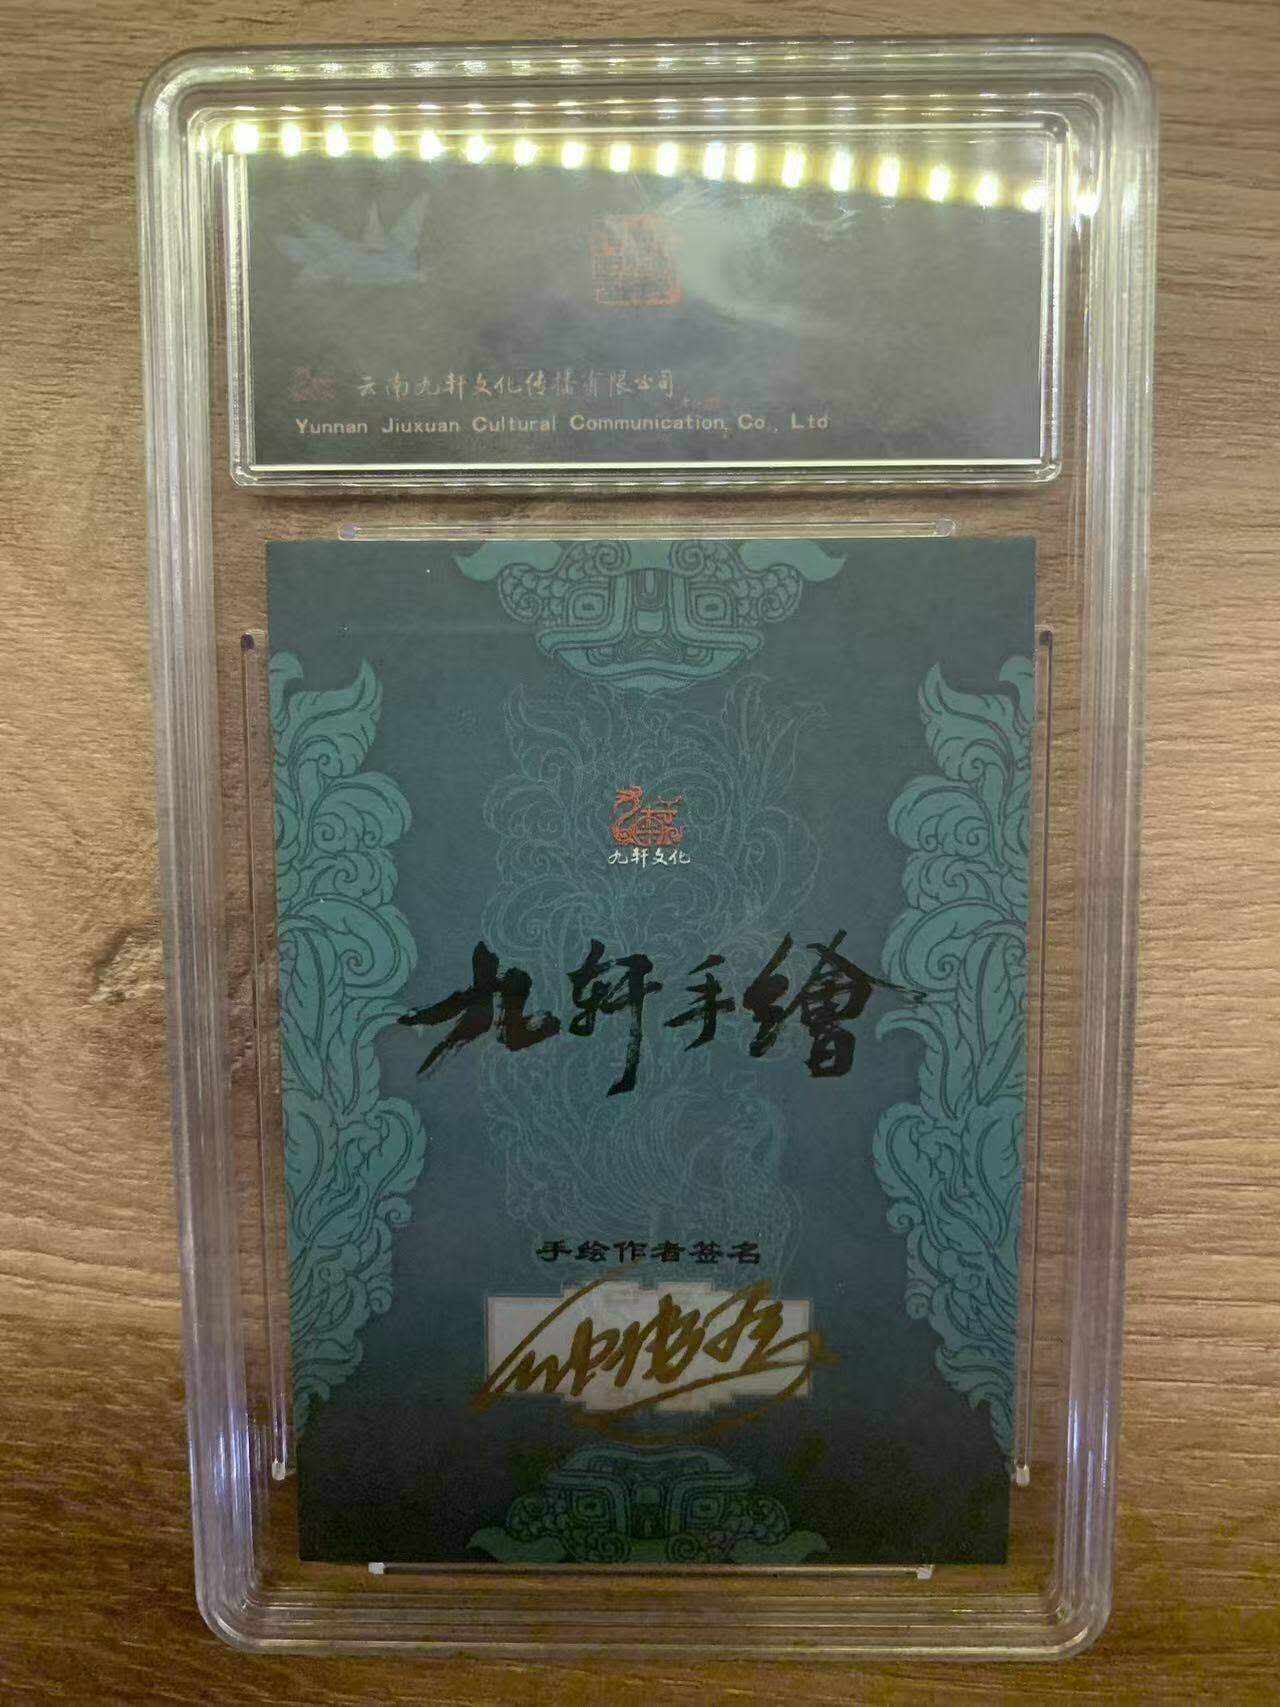 云南九轩文化传播有限公司
Yunnan Jiuxuan Cultural Communication Co., Ltd
九轩文化
九轩手繪
手绘作者签名